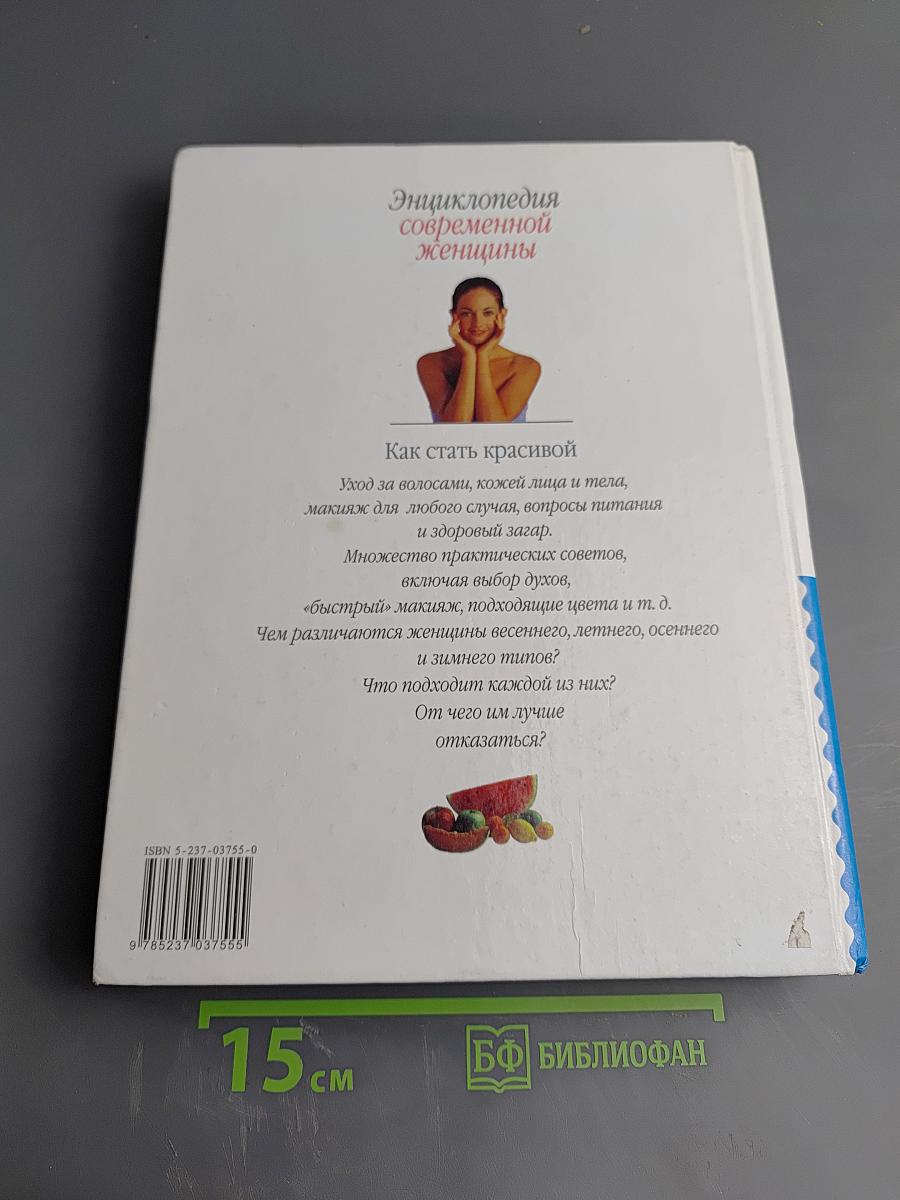 Энциклопедия
современной
женщины
Как стать красивой
Уход за волосами, кожей лица и тела,
макияж для любого случая, вопросы питания
и здоровый загар.
Множество практических советов,
включая выбор духов,
«быстрый» макияж, подходящие цвета и т. д.
Чем различаются женщины весеннего, летнего, осеннего
и зимнего типов?
Что подходит каждой из них?
От чего им лучше
отказаться?
ISBN 5-237-03755-0
9 785237 037555
15 см
БФ БИБЛИОФАН